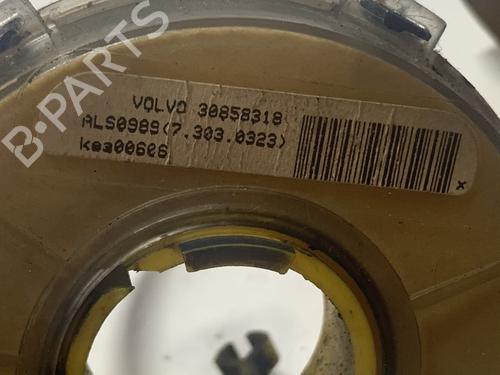 B-PARTS
VOLVO 30858318
ALS0989(7.303.0323)
kea00606
x